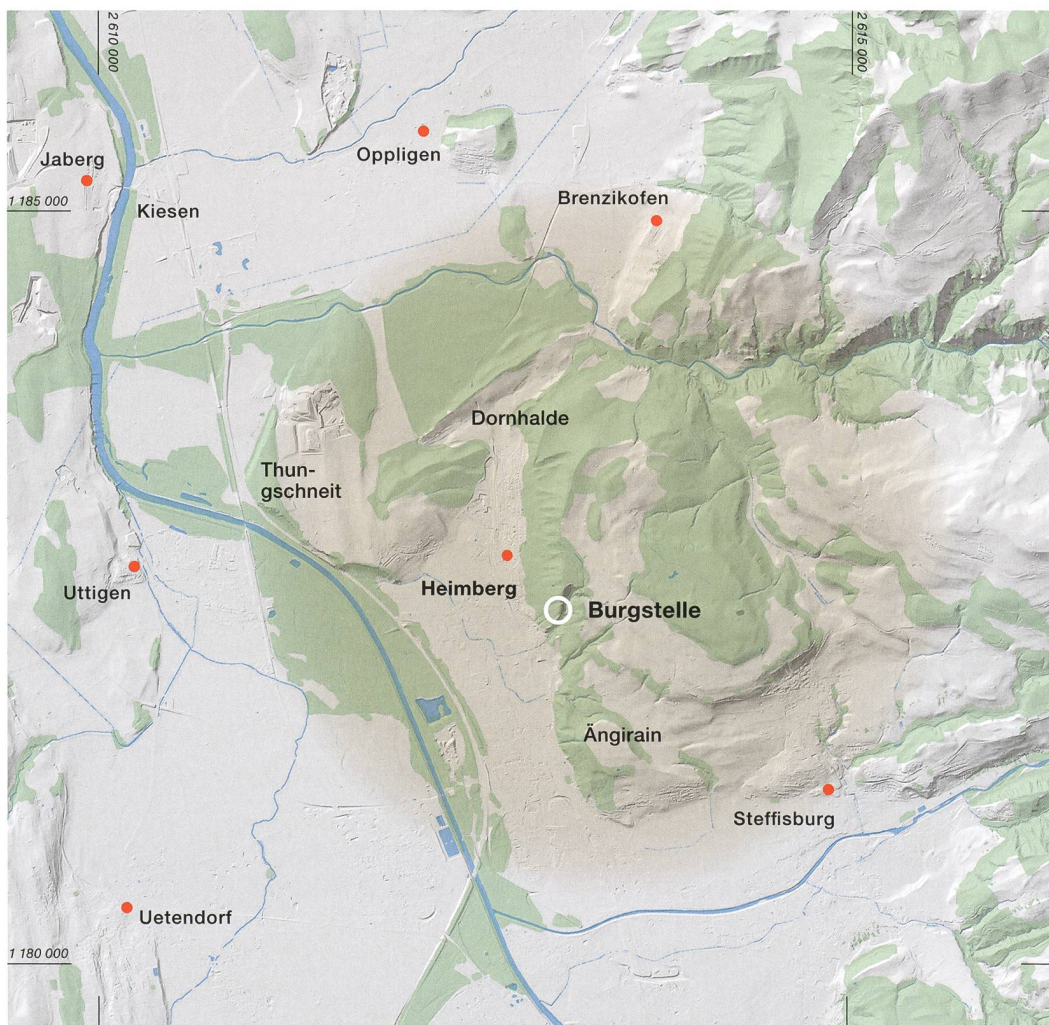 2 610 000
2 615 000
Oppligen
Jaberg
1 185 000
Kiesen
Brenzikofen
Dornhalde
Thun-
gschneit
Uttigen
Heimberg
Burgstelle
Ängirain
Steffisburg
Uetendorf
1 180 000